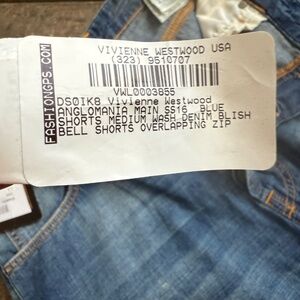 VIVIENNE WESTWOOD USA
(323) 9510707
VWL0003855
DS0IK8 Vivienne Westwood
ANGLOMANIA MAIN SS16  BLUE
SHORTS MEDIUM WASH DENIM BLISH
BELL SHORTS OVERLAPPING ZIP
FASHIONGPS.COM